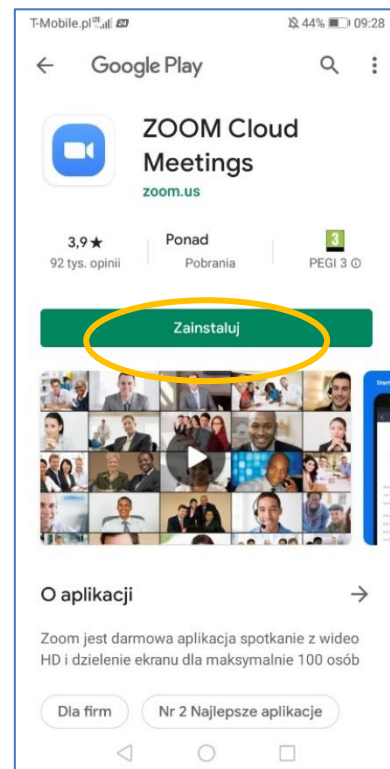 T-Mobile.pl LTE 44% 09:28
Google Play
ZOOM Cloud
Meetings
zoom.us
3,9 ★ Ponad 3
92 tys. opinii Pobrania PEGI 3
Zainstaluj
O aplikacji
Zoom jest darmowa aplikacja spotkanie z wideo
HD i dzielenie ekranu dla maksymalnie 100 osób
Dla firm Nr 2 Najlepsze aplikacje